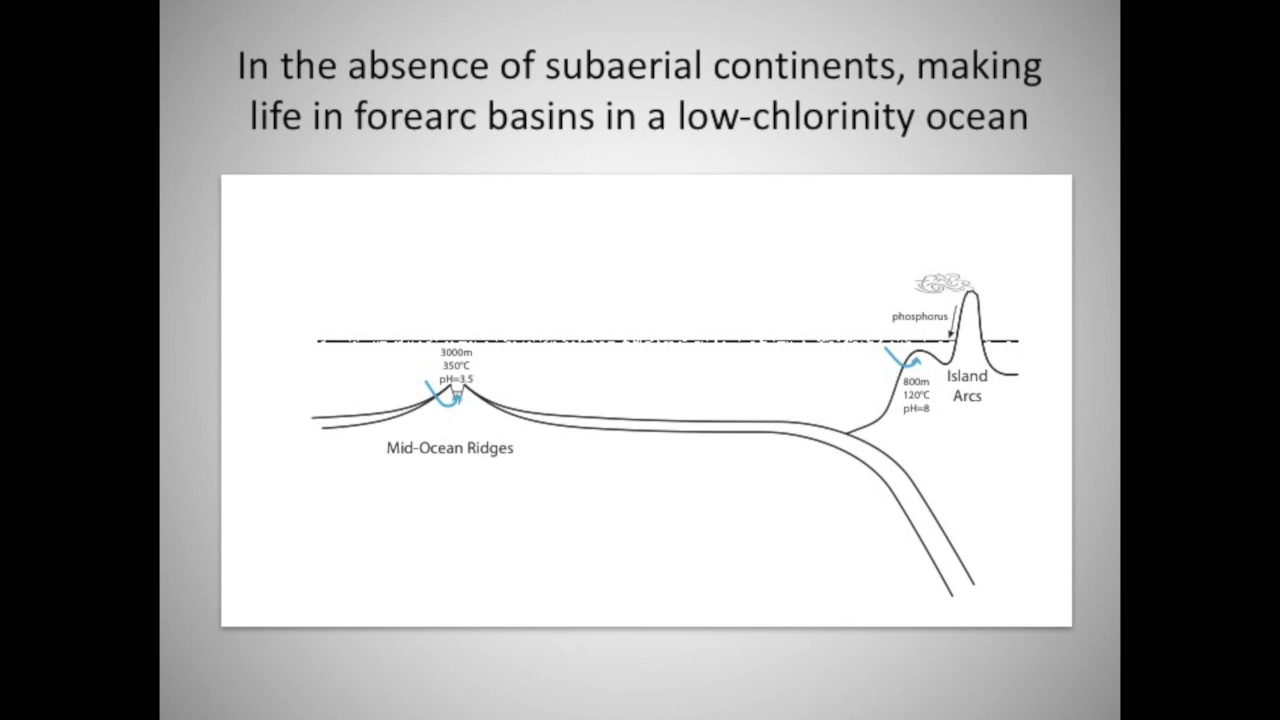 In the absence of subaerial continents, making
life in forearc basins in a low-chlorinity ocean
phosphorus
3000m
350°C
pH=3.5
Island
Arcs
800m
120°C
pH=8
Mid-Ocean Ridges